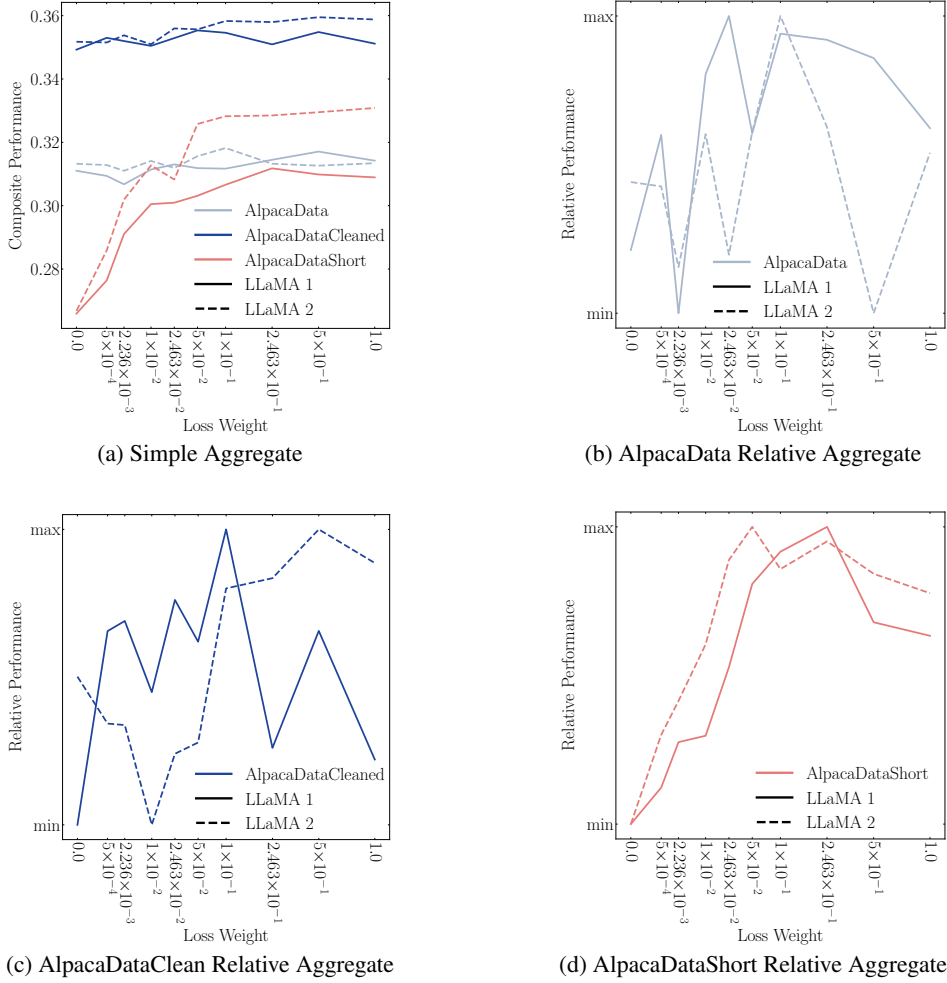 0.36
0.34
0.32
0.30
0.28
Composite Performance
AlpacaData
AlpacaDataCleaned
AlpacaDataShort
LLaMA 1
LLaMA 2
0.0
5×10⁻⁴
2.236×10⁻³
1×10⁻²
2.463×10⁻²
5×10⁻²
1×10⁻¹
2.463×10⁻¹
5×10⁻¹
1.0
Loss Weight
(a) Simple Aggregate
max
min
Relative Performance
AlpacaData
LLaMA 1
LLaMA 2
0.0
5×10⁻⁴
2.236×10⁻³
1×10⁻²
2.463×10⁻²
5×10⁻²
1×10⁻¹
2.463×10⁻¹
5×10⁻¹
1.0
Loss Weight
(b) AlpacaData Relative Aggregate
max
min
Relative Performance
AlpacaDataCleaned
LLaMA 1
LLaMA 2
0.0
5×10⁻⁴
2.236×10⁻³
1×10⁻²
2.463×10⁻²
5×10⁻²
1×10⁻¹
2.463×10⁻¹
5×10⁻¹
1.0
Loss Weight
(c) AlpacaDataClean Relative Aggregate
max
min
Relative Performance
AlpacaDataShort
LLaMA 1
LLaMA 2
0.0
5×10⁻⁴
2.236×10⁻³
1×10⁻²
2.463×10⁻²
5×10⁻²
1×10⁻¹
2.463×10⁻¹
5×10⁻¹
1.0
Loss Weight
(d) AlpacaDataShort Relative Aggregate